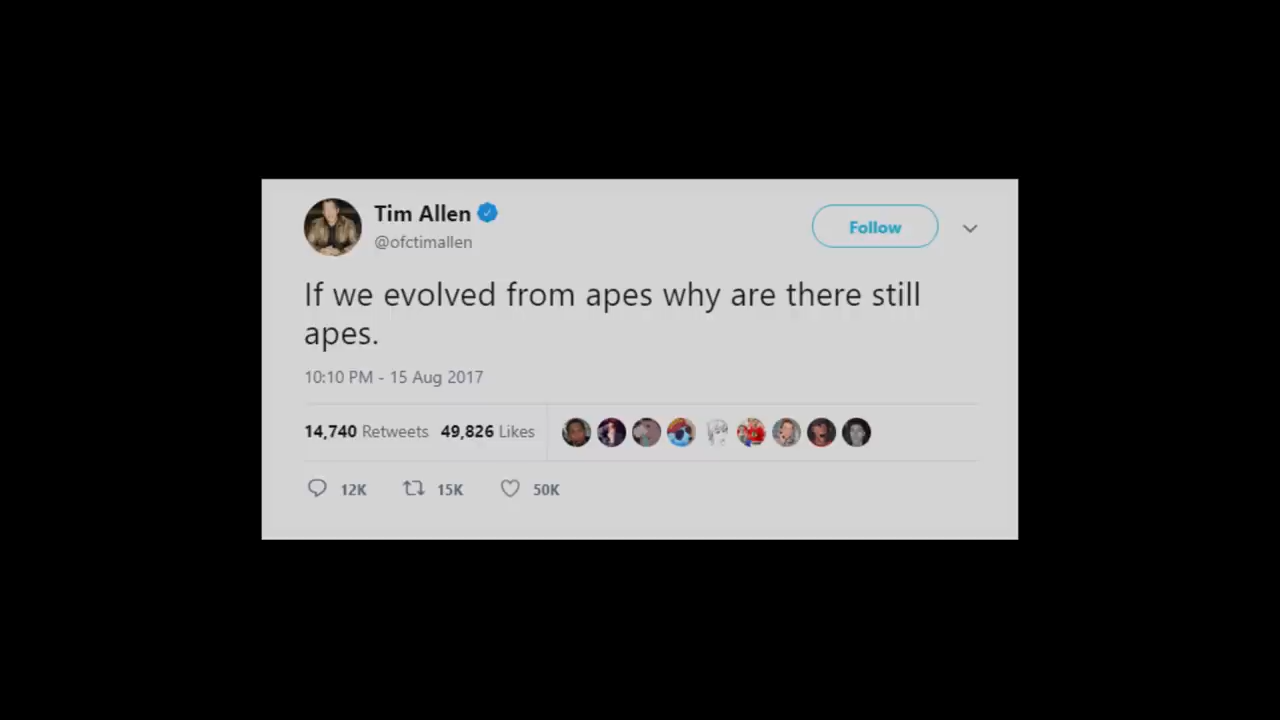 Tim Allen
Follow
@ofctimallen
If we evolved from apes why are there still
apes.
10:10 PM - 15 Aug 2017
14,740 Retweets 49,826 Likes
12K 15K 50K